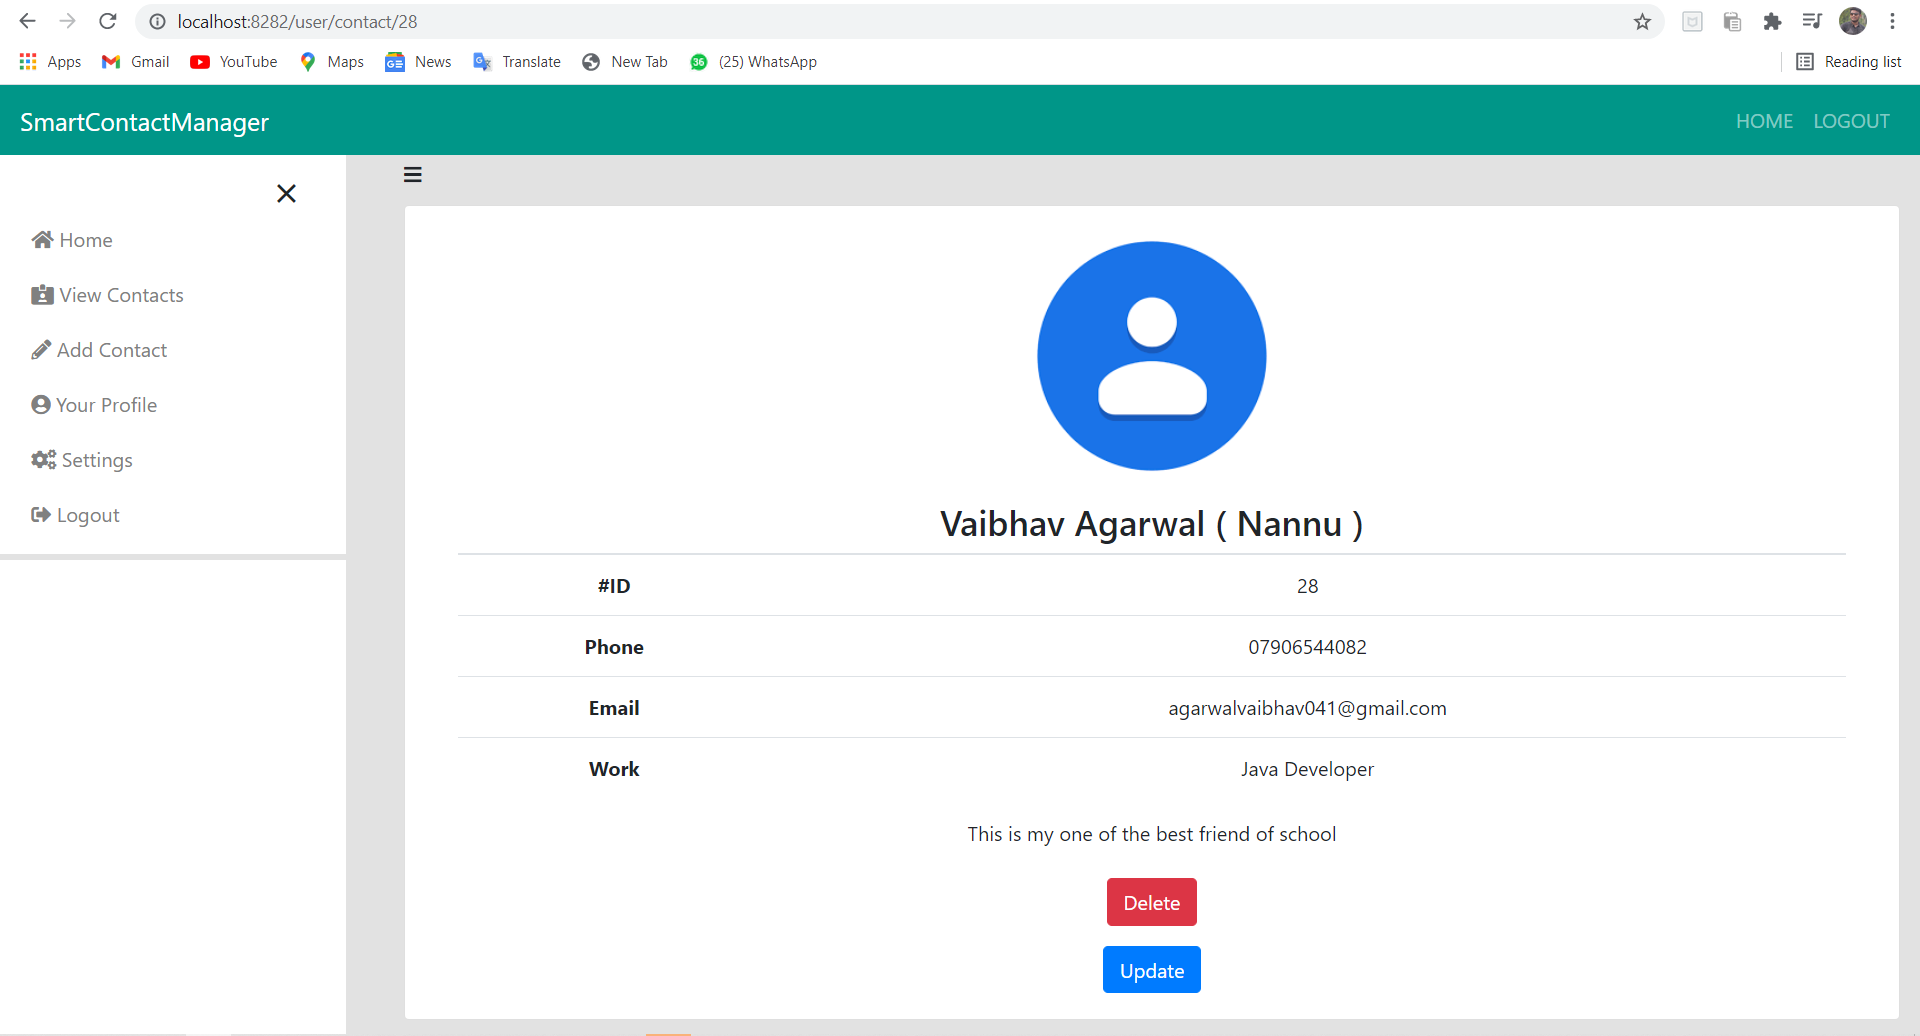 localhost:8282/user/contact/28
Apps Gmail YouTube Maps News Translate New Tab 36 (25) WhatsApp Reading list
SmartContactManager HOME LOGOUT
Home
View Contacts
Add Contact
Your Profile
Settings
Logout
Vaibhav Agarwal ( Nannu )
#ID 28
Phone 07906544082
Email agarwalvaibhav041@gmail.com
Work Java Developer
This is my one of the best friend of school
Delete
Update